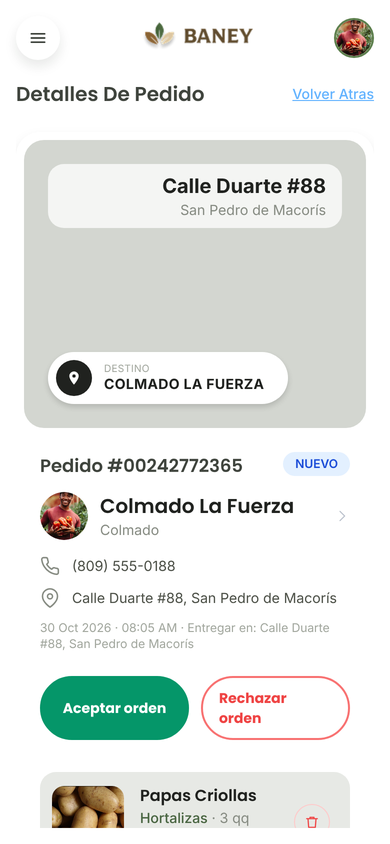 BANEY
Detalles De Pedido
Volver Atras
Calle Duarte #88
San Pedro de Macorís
DESTINO
COLMADO LA FUERZA
Pedido #00242772365
NUEVO
Colmado La Fuerza
Colmado
(809) 555-0188
Calle Duarte #88, San Pedro de Macorís
30 Oct 2026 · 08:05 AM · Entregar en: Calle Duarte
#88, San Pedro de Macorís
Aceptar orden
Rechazar
orden
Papas Criollas
Hortalizas · 3 qq